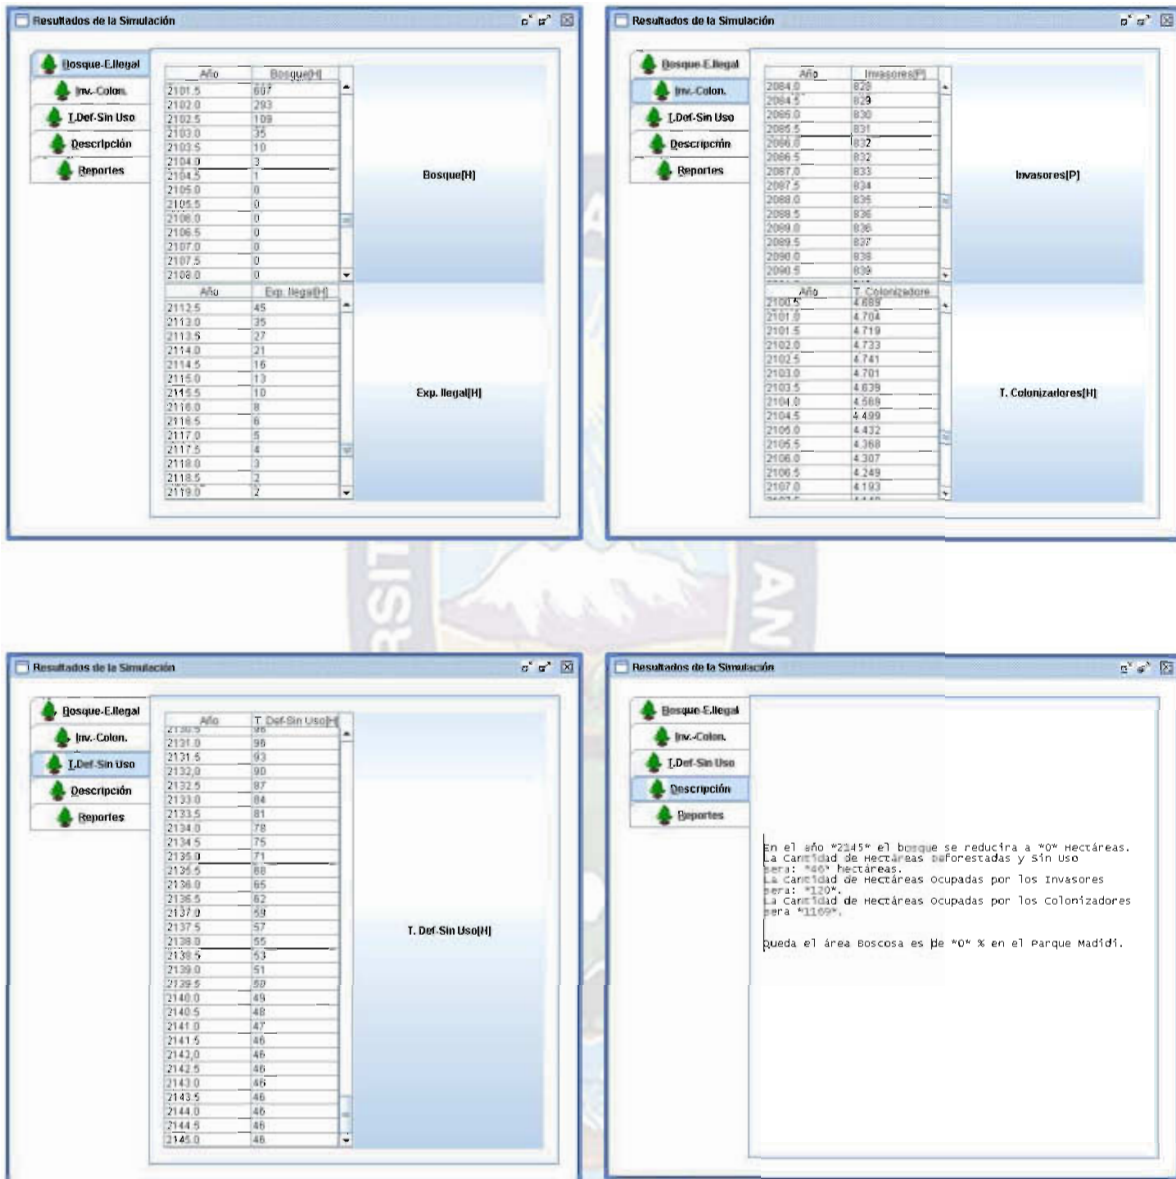 Resultados de la Simulación
Bosque-E.Ilegal
Inv.-Colon.
T.Def-Sin Uso
Descripción
Reportes
Año Bosque[H]
2101.5 607
2102.0 293
2102.5 109
2103.0 35
2103.5 10
2104.0 3
2104.5 1
2105.0 0
2105.5 0
2106.0 0
2106.5 0
2107.0 0
2107.5 0
2108.0 0
Bosque[H]
Año Exp. Ilegal[H]
2112.5 45
2113.0 35
2113.5 27
2114.0 21
2114.5 16
2115.0 13
2115.5 10
2116.0 8
2116.5 6
2117.0 5
2117.5 4
2118.0 3
2118.5 2
2119.0 2
Exp. Ilegal[H]
Resultados de la Simulación
Bosque-E.Ilegal
Inv.-Colon.
T.Def-Sin Uso
Descripción
Reportes
Año Invasores[P]
2084.0 828
2084.5 829
2085.0 830
2085.5 831
2086.0 832
2086.5 832
2087.0 833
2087.5 834
2088.0 835
2088.5 836
2089.0 836
2089.5 837
2090.0 838
2090.5 839
Invasores[P]
Año T. Colonizadore
2100.5 4.689
2101.0 4.704
2101.5 4.719
2102.0 4.733
2102.5 4.741
2103.0 4.701
2103.5 4.639
2104.0 4.569
2104.5 4.499
2105.0 4.432
2105.5 4.368
2106.0 4.307
2106.5 4.249
2107.0 4.193
T. Colonizadores[H]
Resultados de la Simulación
Bosque-E.Ilegal
Inv.-Colon.
T.Def-Sin Uso
Descripción
Reportes
Año T. Def-Sin Uso[H]
2130.5 98
2131.0 96
2131.5 93
2132.0 90
2132.5 87
2133.0 84
2133.5 81
2134.0 78
2134.5 75
2135.0 71
2135.5 68
2136.0 65
2136.5 62
2137.0 59
2137.5 57
2138.0 55
2138.5 53
2139.0 51
2139.5 50
2140.0 49
2140.5 48
2141.0 47
2141.5 46
2142.0 46
2142.5 46
2143.0 46
2143.5 46
2144.0 46
2144.5 46
2145.0 46
T. Def-Sin Uso[H]
Resultados de la Simulación
Bosque-E.Ilegal
Inv.-Colon.
T.Def-Sin Uso
Descripción
Reportes
En el año "2145" el bosque se reducira a "0" Hectáreas.
La Cantidad de Hectáreas Deforestadas y Sin Uso
sera: "46" hectáreas.
La Cantidad de Hectáreas Ocupadas por los Invasores
sera: "120".
La Cantidad de Hectáreas Ocupadas por los Colonizadores
sera "1169".
Queda el área Boscosa es de "0" % en el Parque Madidi.